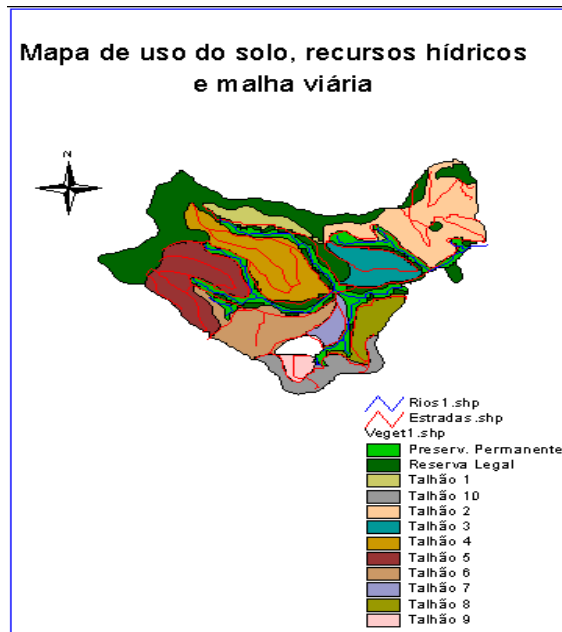 Mapa de uso do solo, recursos hídricos
e malha viária
N
Rios1.shp
Estradas.shp
Veget1.shp
Preserv. Permanente
Reserva Legal
Talhão 1
Talhão 10
Talhão 2
Talhão 3
Talhão 4
Talhão 5
Talhão 6
Talhão 7
Talhão 8
Talhão 9